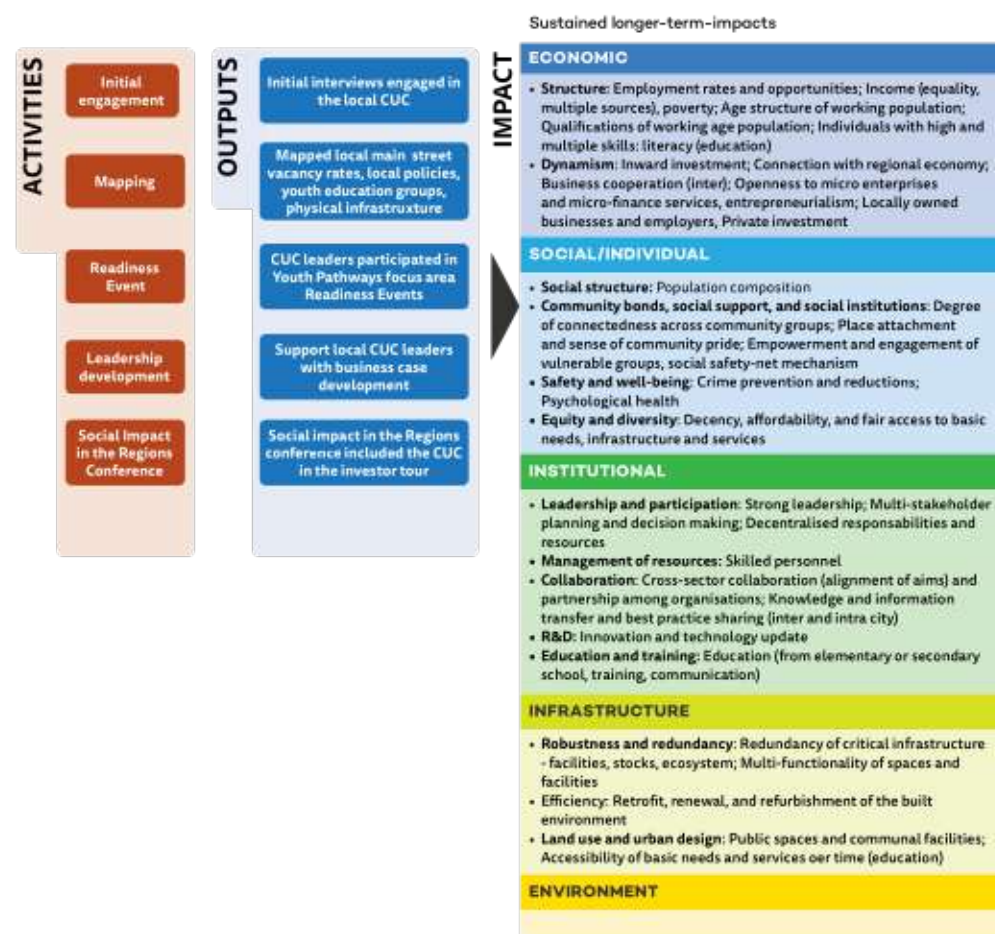 Sustained longer-term-impacts
ACTIVITIES
Initial
engagement
Mapping
Readiness
Event
Leadership
development
Social Impact
in the Regions
Conference
OUTPUTS
Initial interviews engaged in
the local CUC
Mapped local main street
vacancy rates, local policies,
youth education groups,
physical infrastruxture
CUC leaders participated in
Youth Pathways focus area
Readiness Events
Support local CUC leaders
with business case
development
Social impact in the Regions
conference included the CUC
in the investor tour
IMPACT
ECONOMIC
• Structure: Employment rates and opportunities; Income (equality,
multiple sources), poverty; Age structure of working population;
Qualifications of working age population; Individuals with high and
multiple skills: literacy (education)
• Dynamism: Inward investment; Connection with regional economy;
Business cooperation (inter); Openness to micro enterprises
and micro-finance services, entrepreneurialism; Locally owned
businesses and employers, Private investment
SOCIAL/INDIVIDUAL
• Social structure: Population composition
• Community bonds, social support, and social institutions: Degree
of connectedness across community groups; Place attachment
and sense of community pride; Empowerment and engagement of
vulnerable groups, social safety-net mechanism
• Safety and well-being: Crime prevention and reductions;
Psychological health
• Equity and diversity: Decency, affordability, and fair access to basic
needs, infrastructure and services
INSTITUTIONAL
• Leadership and participation: Strong leadership; Multi-stakeholder
planning and decision making; Decentralised responsabilities and
resources
• Management of resources: Skilled personnel
• Collaboration: Cross-sector collaboration (alignment of aims) and
partnership among organisations; Knowledge and information
transfer and best practice sharing (inter and intra city)
• R&D: Innovation and technology update
• Education and training: Education (from elementary or secondary
school, training, communication)
INFRASTRUCTURE
• Robustness and redundancy: Redundancy of critical infrastructure
- facilities, stocks, ecosystem; Multi-functionality of spaces and
facilities
• Efficiency: Retrofit, renewal, and refurbishment of the built
environment
• Land use and urban design: Public spaces and communal facilities;
Accessibility of basic needs and services oer time (education)
ENVIRONMENT